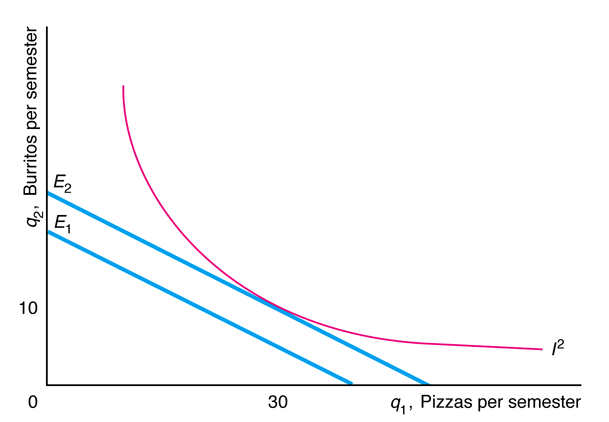 q2, Burritos per semester
E2
E1
10
I2
0
30
q1, Pizzas per semester